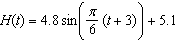 H(t) = 4.8 sin(π/6 (t + 3)) + 5.1